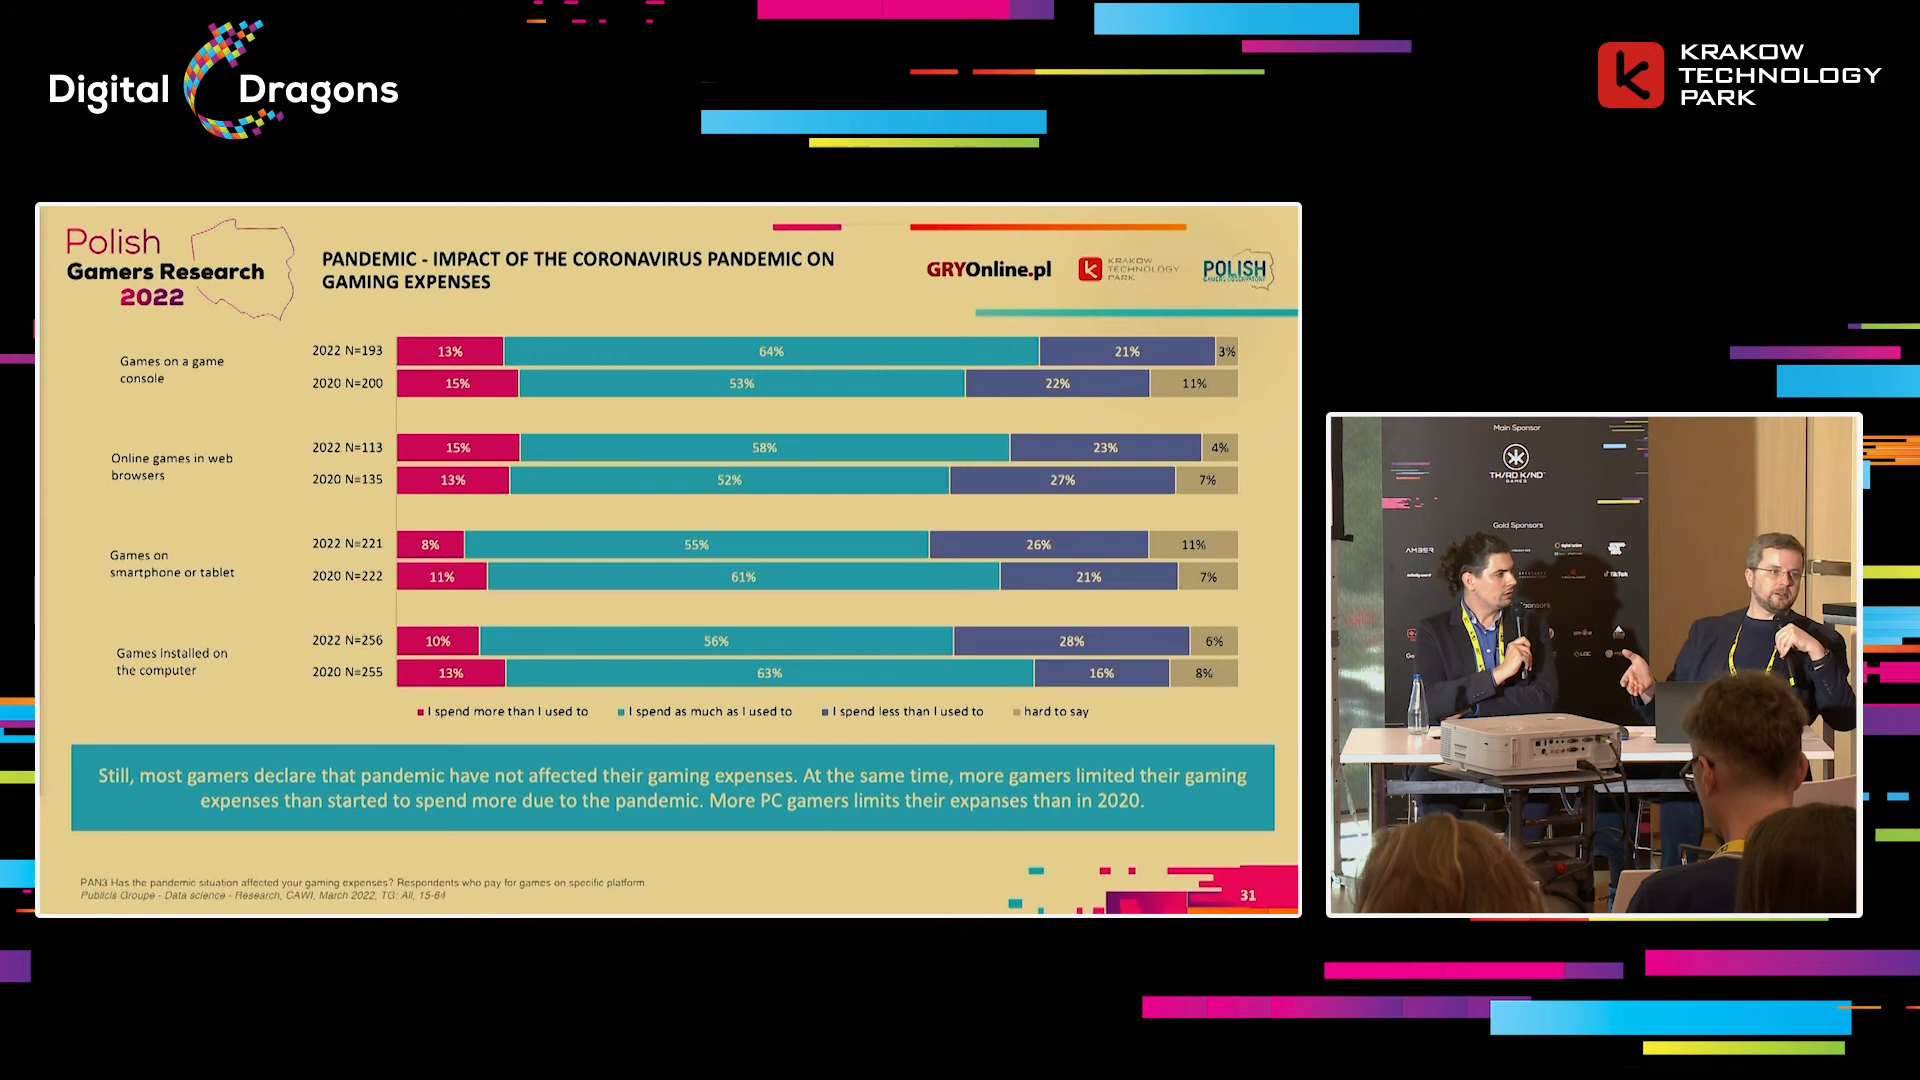 Digital Dragons
KRAKOW
TECHNOLOGY
PARK
Polish
Gamers Research
2022
PANDEMIC - IMPACT OF THE CORONAVIRUS PANDEMIC ON
GAMING EXPENSES
GRYOnline.pl
KRAKOW
TECHNOLOGY
PARK
POLISH
GAMERS OBSERVATORY
Games on a game
console
2022 N=193
13% 64% 21% 3%
2020 N=200
15% 53% 22% 11%
Online games in web
browsers
2022 N=113
15% 58% 23% 4%
2020 N=135
13% 52% 27% 7%
Games on
smartphone or tablet
2022 N=221
8% 55% 26% 11%
2020 N=222
11% 61% 21% 7%
Games installed on
the computer
2022 N=256
10% 56% 28% 6%
2020 N=255
13% 63% 16% 8%
I spend more than I used to
I spend as much as I used to
I spend less than I used to
hard to say
Still, most gamers declare that pandemic have not affected their gaming expenses. At the same time, more gamers limited their gaming
expenses than started to spend more due to the pandemic. More PC gamers limits their expanses than in 2020.
PAN3 Has the pandemic situation affected your gaming expenses? Respondents who pay for games on specific platform
Publicis Groupe - Data science - Research, CAWI, March 2022, TG: All, 15-64
31
Main Sponsor
TH/RD K/ND
GAMES
Gold Sponsors
AMBER
TikTok